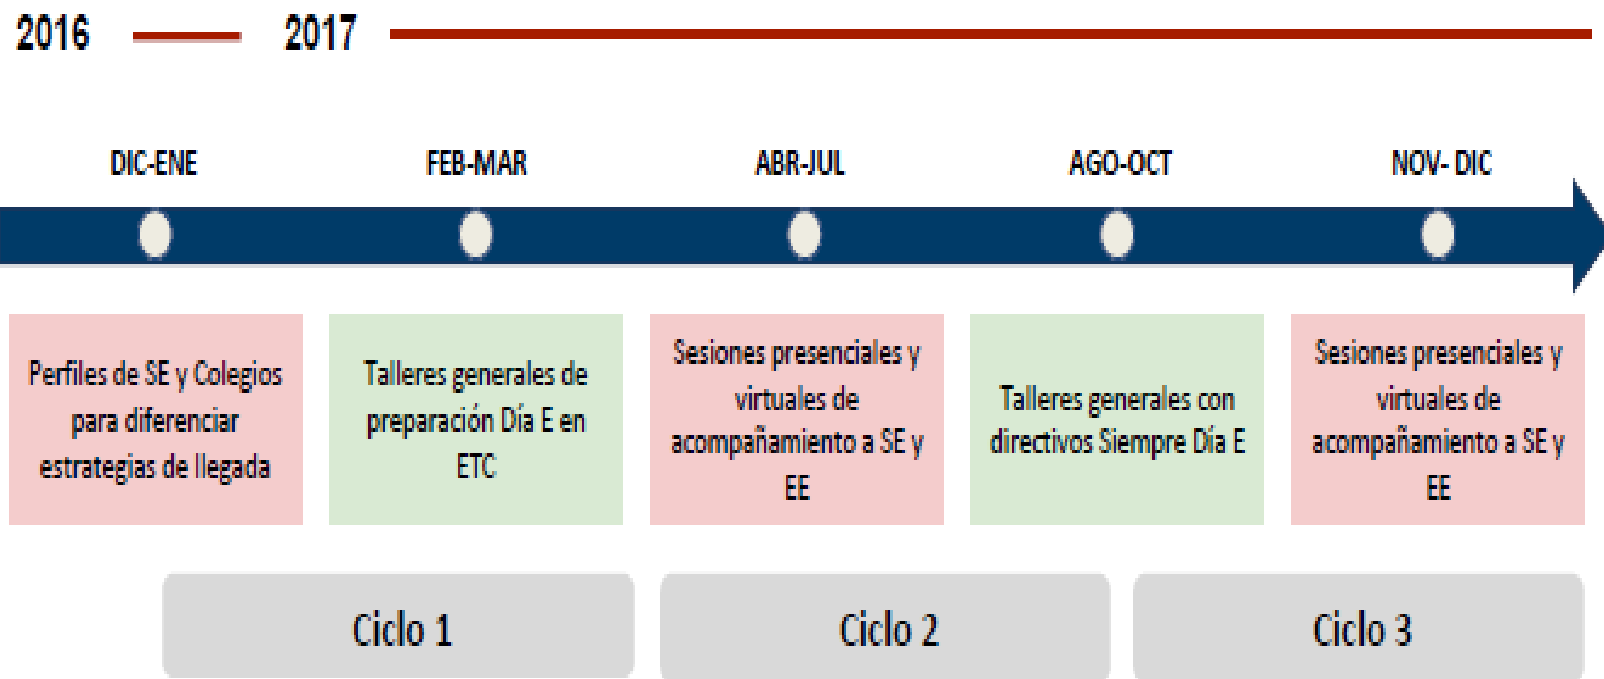 2016
2017
DIC-ENE
FEB-MAR
ABR-JUL
AGO-OCT
NOV- DIC
Perfiles de SE y Colegios
para diferenciar
estrategias de llegada
Talleres generales de
preparación Día E en
ETC
Sesiones presenciales y
virtuales de
acompañamiento a SE y
EE
Talleres generales con
directivos Siempre Día E
Sesiones presenciales y
virtuales de
acompañamiento a SE y
EE
Ciclo 1
Ciclo 2
Ciclo 3